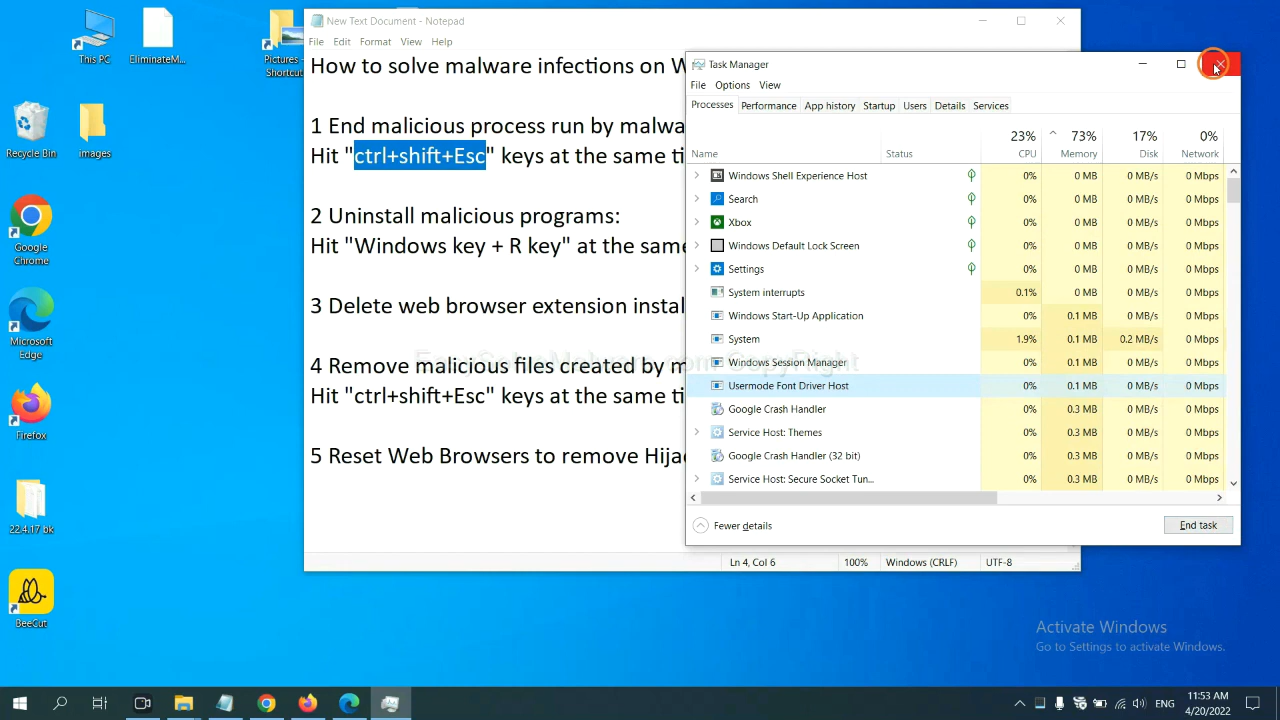 This PC
EliminateM...
Pictures - Shortcut
Recycle Bin
images
Google Chrome
Microsoft Edge
Firefox
22.4.17 bk
BeeCut
New Text Document - Notepad
File Edit Format View Help
How to solve malware infections on W
1 End malicious process run by malwa
Hit "ctrl+shift+Esc" keys at the same ti
2 Uninstall malicious programs:
Hit "Windows key + R key" at the same
3 Delete web browser extension instal
4 Remove malicious files created by m
Hit "ctrl+shift+Esc" keys at the same ti
5 Reset Web Browsers to remove Hijac
Ln 4, Col 6 100% Windows (CRLF) UTF-8
Task Manager
File Options View
Processes Performance App history Startup Users Details Services
23% 73% 17% 0%
Name Status CPU Memory Disk Network
Windows Shell Experience Host 0% 0 MB 0 MB/s 0 Mbps
Search 0% 0 MB 0 MB/s 0 Mbps
Xbox 0% 0 MB 0 MB/s 0 Mbps
Windows Default Lock Screen 0% 0 MB 0 MB/s 0 Mbps
Settings 0% 0 MB 0 MB/s 0 Mbps
System interrupts 0.1% 0 MB 0 MB/s 0 Mbps
Windows Start-Up Application 0% 0.1 MB 0 MB/s 0 Mbps
System 1.9% 0.1 MB 0.2 MB/s 0 Mbps
Windows Session Manager 0% 0.1 MB 0 MB/s 0 Mbps
Usermode Font Driver Host 0% 0.1 MB 0 MB/s 0 Mbps
Google Crash Handler 0% 0.3 MB 0 MB/s 0 Mbps
Service Host: Themes 0% 0.3 MB 0 MB/s 0 Mbps
Google Crash Handler (32 bit) 0% 0.3 MB 0 MB/s 0 Mbps
Service Host: Secure Socket Tun... 0% 0.3 MB 0 MB/s 0 Mbps
Fewer details End task
Activate Windows
Go to Settings to activate Windows.
ENG
11:53 AM
4/20/2022